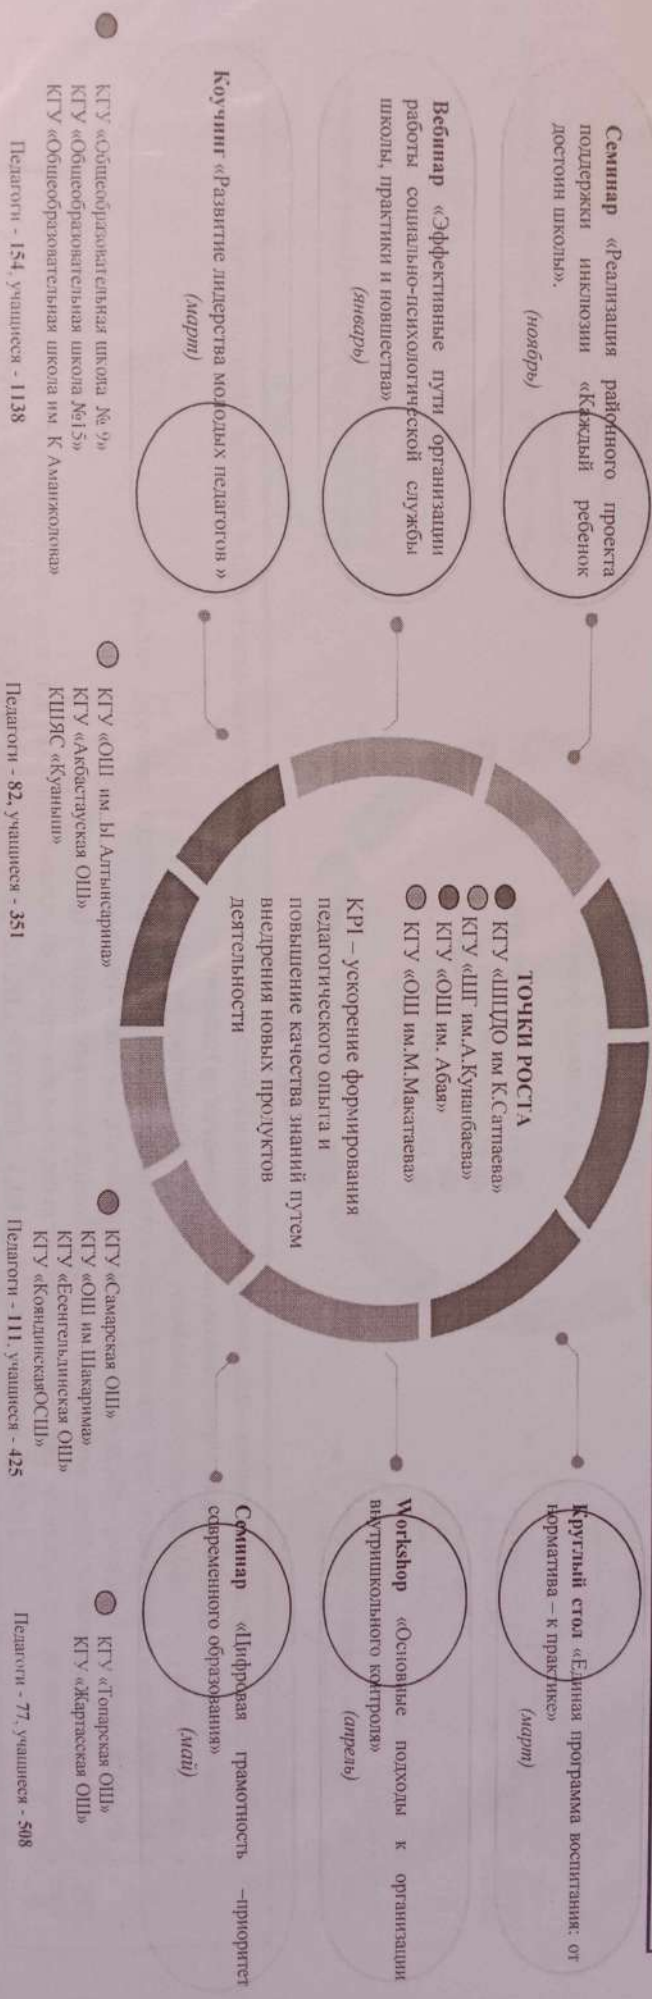 Семинар «Реализация районного проекта
поддержки инклюзии «Каждый ребенок
достоин школы».
(ноябрь)
Вебинар «Эффективные пути организации
работы социально-психологической службы
школы, практики и новшества»
(январь)
Коучинг «Развитие лидерства молодых педагогов »
(март)
ТОЧКИ РОСТА
КГУ «ШЦДО им К.Сатпаева»
КГУ «ШГ им.А.Кунанбаева»
КГУ «ОШ им. Абая»
КГУ «ОШ им.М.Макатаева»
KPI – ускорение формирования
педагогического опыта и
повышение качества знаний путем
внедрения новых продуктов
деятельности
Круглый стол «Единая программа воспитания: от
норматива – к практике»
(март)
Workshop «Основные подходы к организации
внутришкольного контроля»
(апрель)
Семинар «Цифровая грамотность –приоритет
современного образования»
(май)
КГУ «Общеобразовательная школа № 9»
КГУ «Общеобразовательная школа №15»
КГУ «Общеобразовательная школа им. К Аманжолова»
Педагоги - 154, учащиеся - 1138
КГУ «ОШ им. Ы Алтынсарина»
КГУ «Акбастауская ОШ»
КШЯС «Куаныш»
Педагоги - 82, учащиеся - 351
КГУ «Самарская ОШ»
КГУ «ОШ им.Шакарима»
КГУ «Есенгельдинская ОШ»
КГУ «КояндинскаяОСШ»
Педагоги - 111, учащиеся - 425
КГУ «Топарская ОШ»
КГУ «Жартасская ОШ»
Педагоги - 77, учащиеся - 508